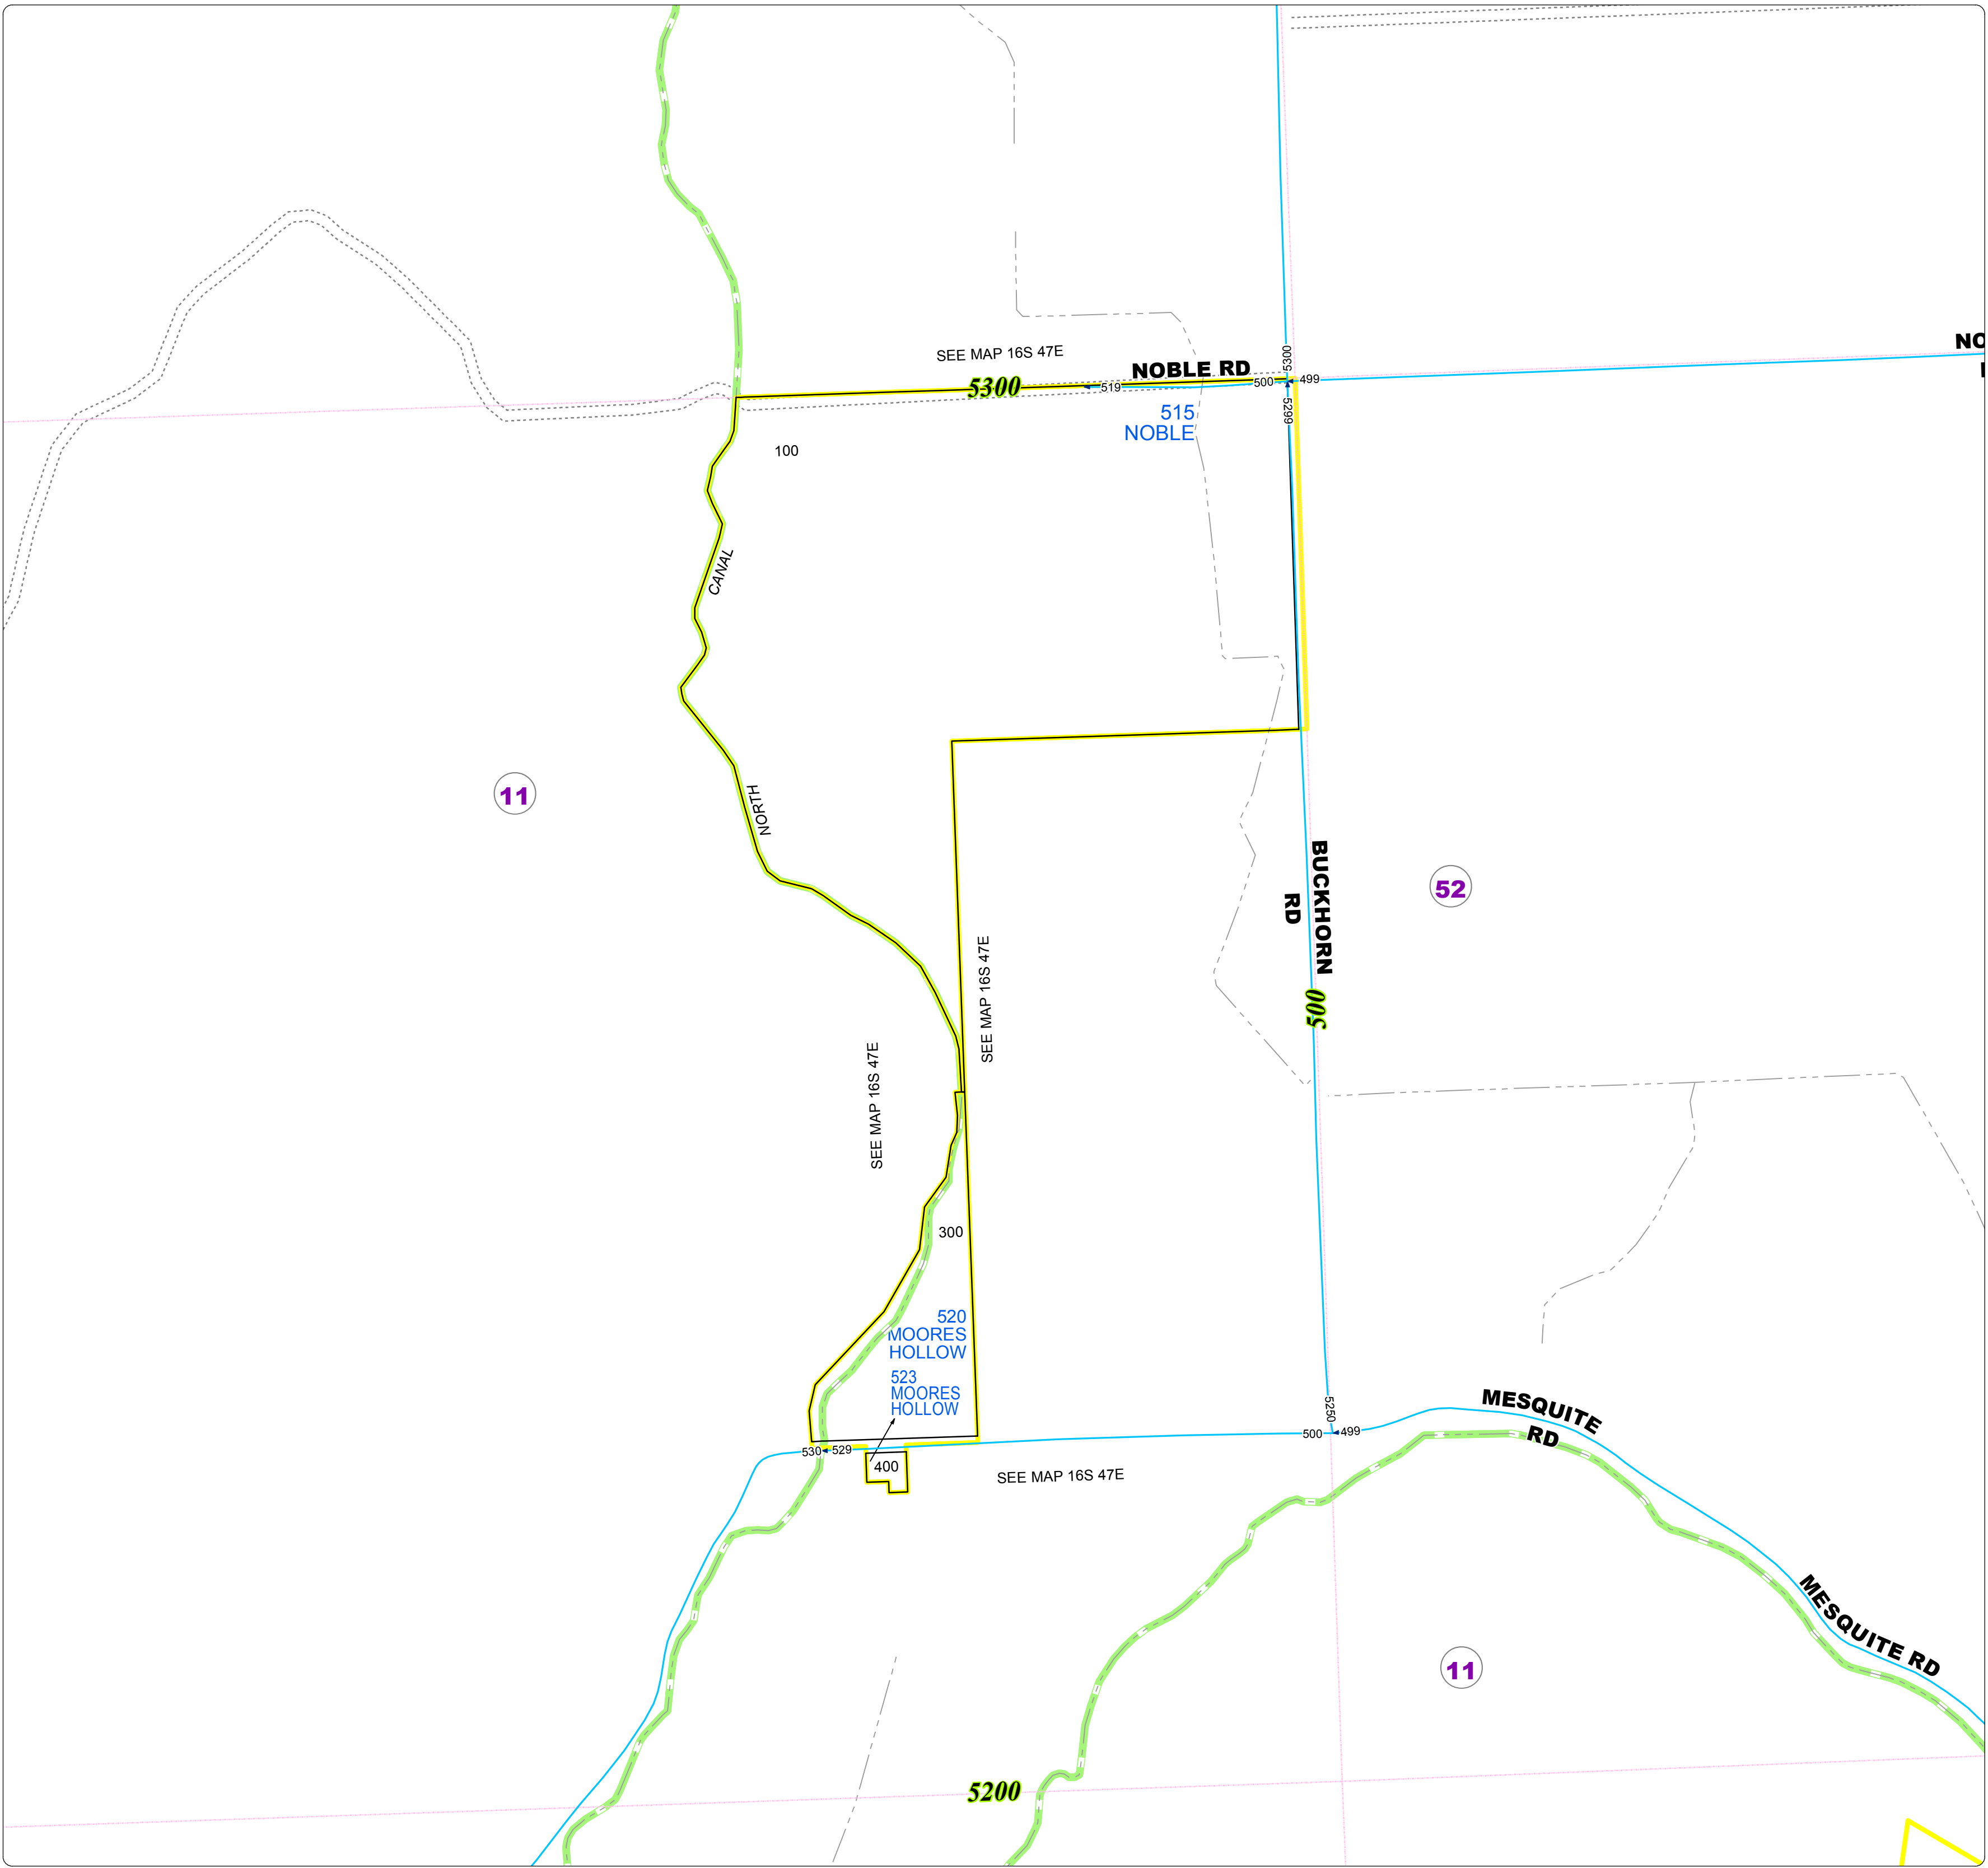 NO
SEE MAP 16S 47E
NOBLE RD
5300
5300
519
500
499
5299
515
NOBLE
100
CANAL
11
NORTH
BUCKHORN
RD
52
500
SEE MAP 16S 47E
SEE MAP 16S 47E
300
520
MOORES
HOLLOW
523
MOORES
HOLLOW
5250
MESQUITE
RD
500
499
530
529
400
SEE MAP 16S 47E
MESQUITE RD
11
5200